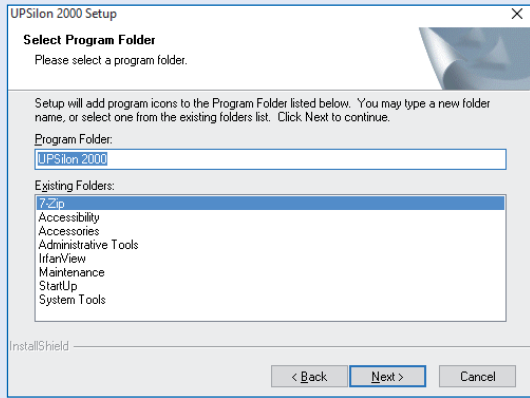 UPSilon 2000 Setup
Select Program Folder
Please select a program folder.
Setup will add program icons to the Program Folder listed below. You may type a new folder
name, or select one from the existing folders list. Click Next to continue.
Program Folder:
UPSilon 2000
Existing Folders:
7-Zip
Accessibility
Accessories
Administrative Tools
IrfanView
Maintenance
StartUp
System Tools
InstallShield
< Back Next > Cancel